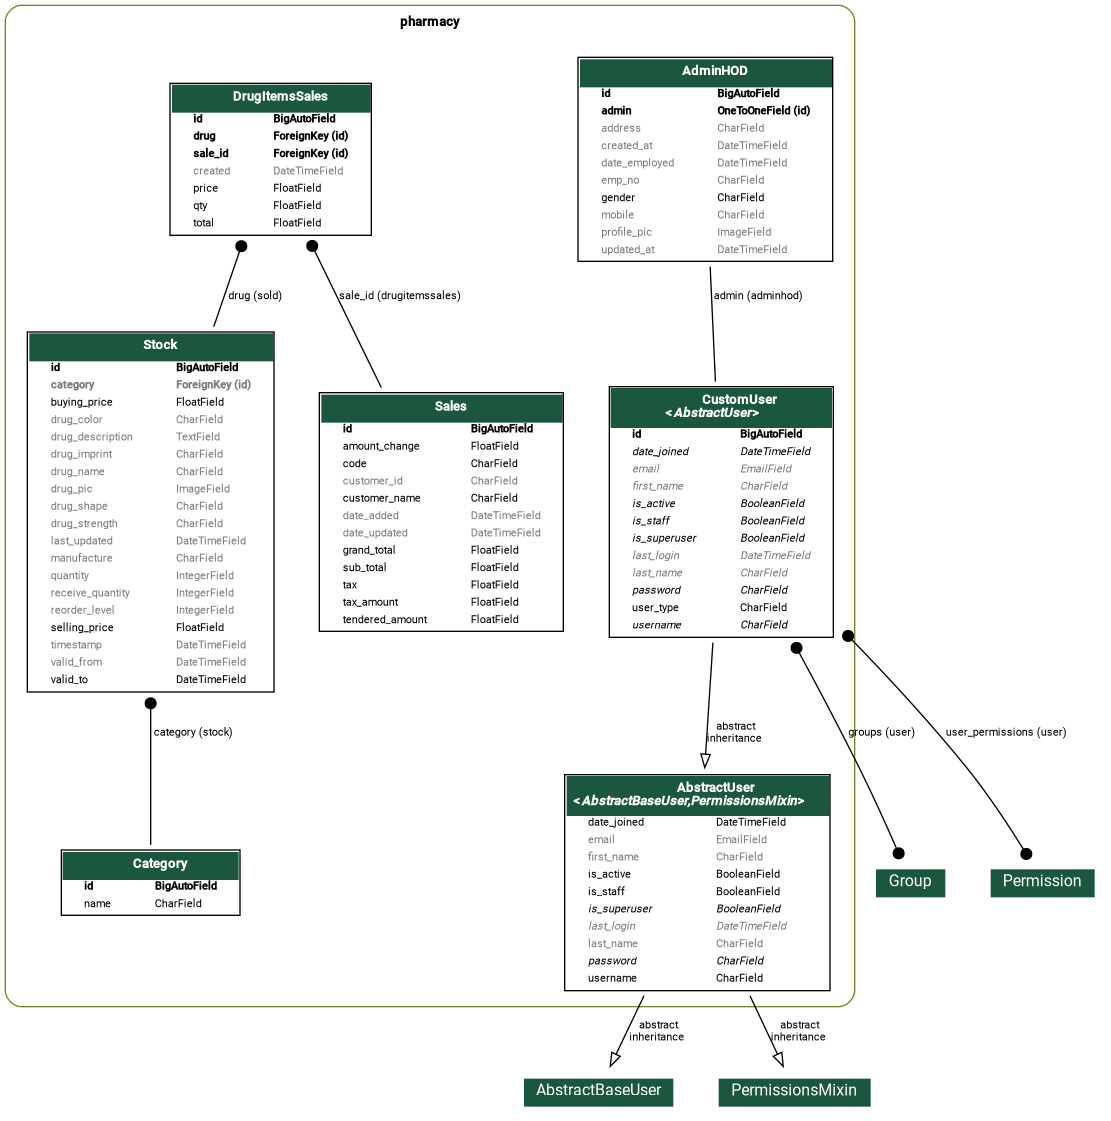 pharmacy
DrugItemsSales
id BigAutoField
drug ForeignKey (id)
sale_id ForeignKey (id)
created DateTimeField
price FloatField
qty FloatField
total FloatField
AdminHOD
id BigAutoField
admin OneToOneField (id)
address CharField
created_at DateTimeField
date_employed DateTimeField
emp_no CharField
gender CharField
mobile CharField
profile_pic ImageField
updated_at DateTimeField
drug (sold)
sale_id (drugitemssales)
admin (adminhod)
Stock
id BigAutoField
category ForeignKey (id)
buying_price FloatField
drug_color CharField
drug_description TextField
drug_imprint CharField
drug_name CharField
drug_pic ImageField
drug_shape CharField
drug_strength CharField
last_updated DateTimeField
manufacture CharField
quantity IntegerField
receive_quantity IntegerField
reorder_level IntegerField
selling_price FloatField
timestamp DateTimeField
valid_from DateTimeField
valid_to DateTimeField
Sales
id BigAutoField
amount_change FloatField
code CharField
customer_id CharField
customer_name CharField
date_added DateTimeField
date_updated DateTimeField
grand_total FloatField
sub_total FloatField
tax FloatField
tax_amount FloatField
tendered_amount FloatField
CustomUser
<AbstractUser>
id BigAutoField
date_joined DateTimeField
email EmailField
first_name CharField
is_active BooleanField
is_staff BooleanField
is_superuser BooleanField
last_login DateTimeField
last_name CharField
password CharField
user_type CharField
username CharField
category (stock)
abstract
inheritance
groups (user)
user_permissions (user)
Category
id BigAutoField
name CharField
AbstractUser
<AbstractBaseUser,PermissionsMixin>
date_joined DateTimeField
email EmailField
first_name CharField
is_active BooleanField
is_staff BooleanField
is_superuser BooleanField
last_login DateTimeField
last_name CharField
password CharField
username CharField
Group
Permission
abstract
inheritance
abstract
inheritance
AbstractBaseUser
PermissionsMixin